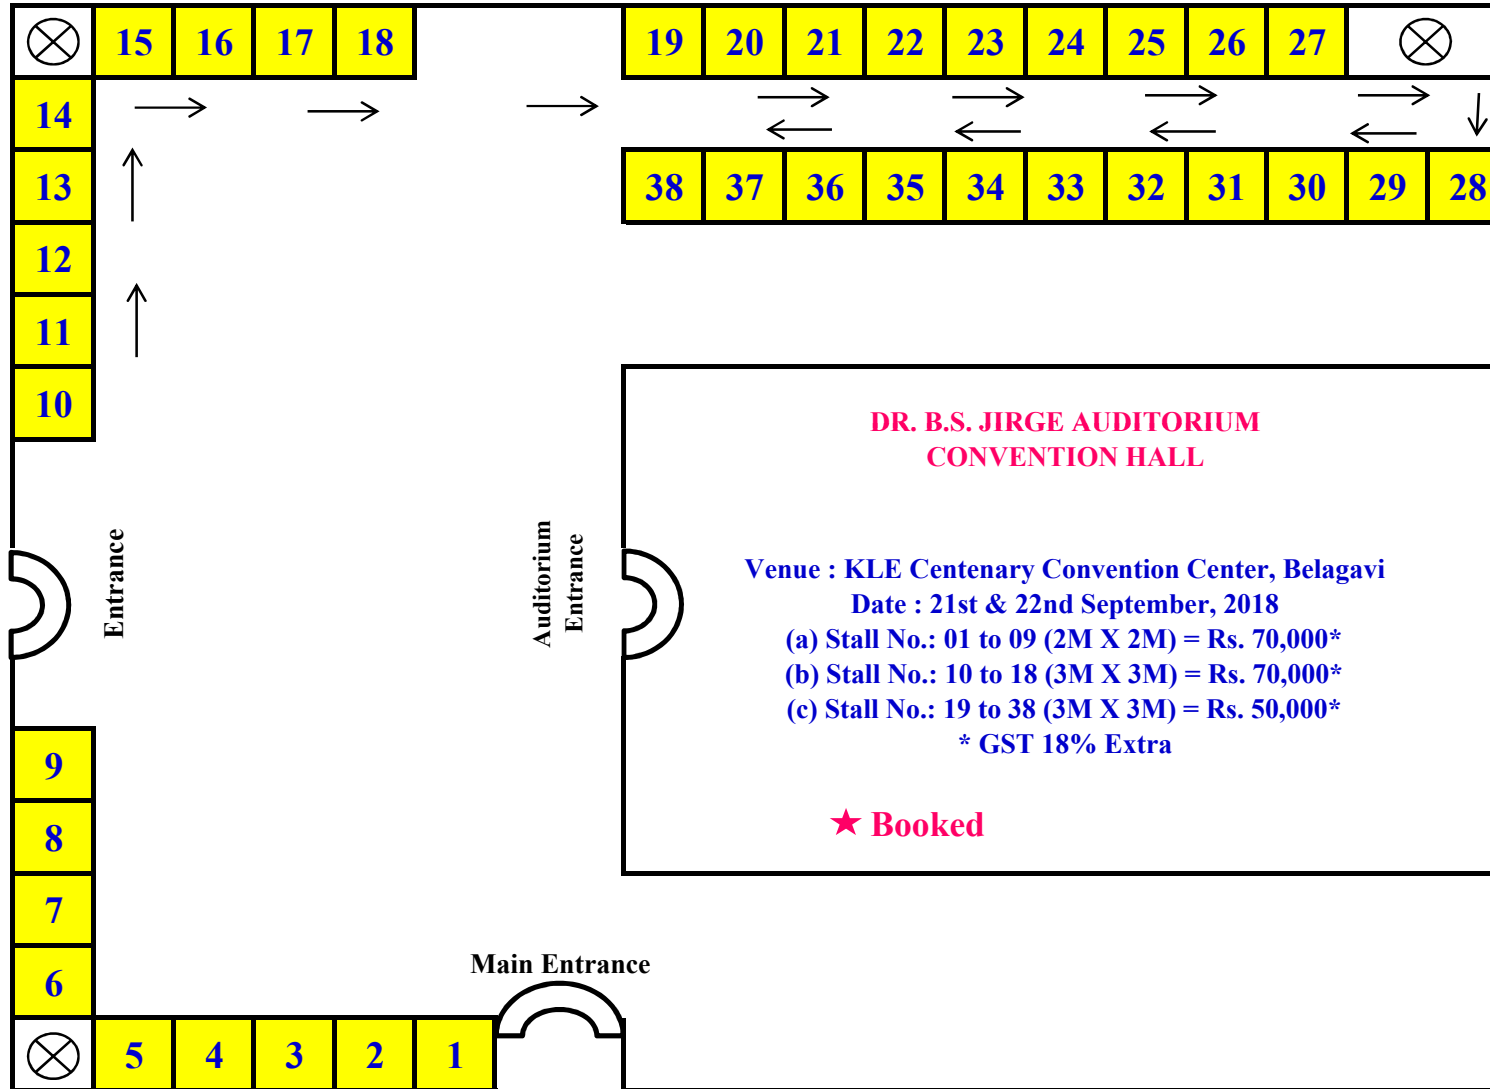 15 16 17 18 19 20 21 22 23 24 25 26 27
14
13 38 37 36 35 34 33 32 31 30 29 28
12
11
10
DR. B.S. JIRGE AUDITORIUM
CONVENTION HALL
Entrance
Auditorium
Entrance
Venue : KLE Centenary Convention Center, Belagavi
Date : 21st & 22nd September, 2018
(a) Stall No.: 01 to 09 (2M X 2M) = Rs. 70,000*
(b) Stall No.: 10 to 18 (3M X 3M) = Rs. 70,000*
(c) Stall No.: 19 to 38 (3M X 3M) = Rs. 50,000*
* GST 18% Extra
★ Booked
9
8
7
6
Main Entrance
5 4 3 2 1